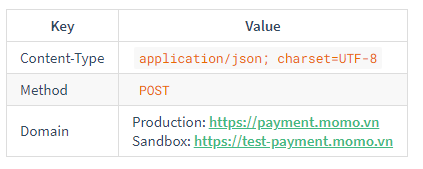 Key Value
Content-Type application/json; charset=UTF-8
Method POST
Domain Production: https://payment.momo.vn
Sandbox: https://test-payment.momo.vn